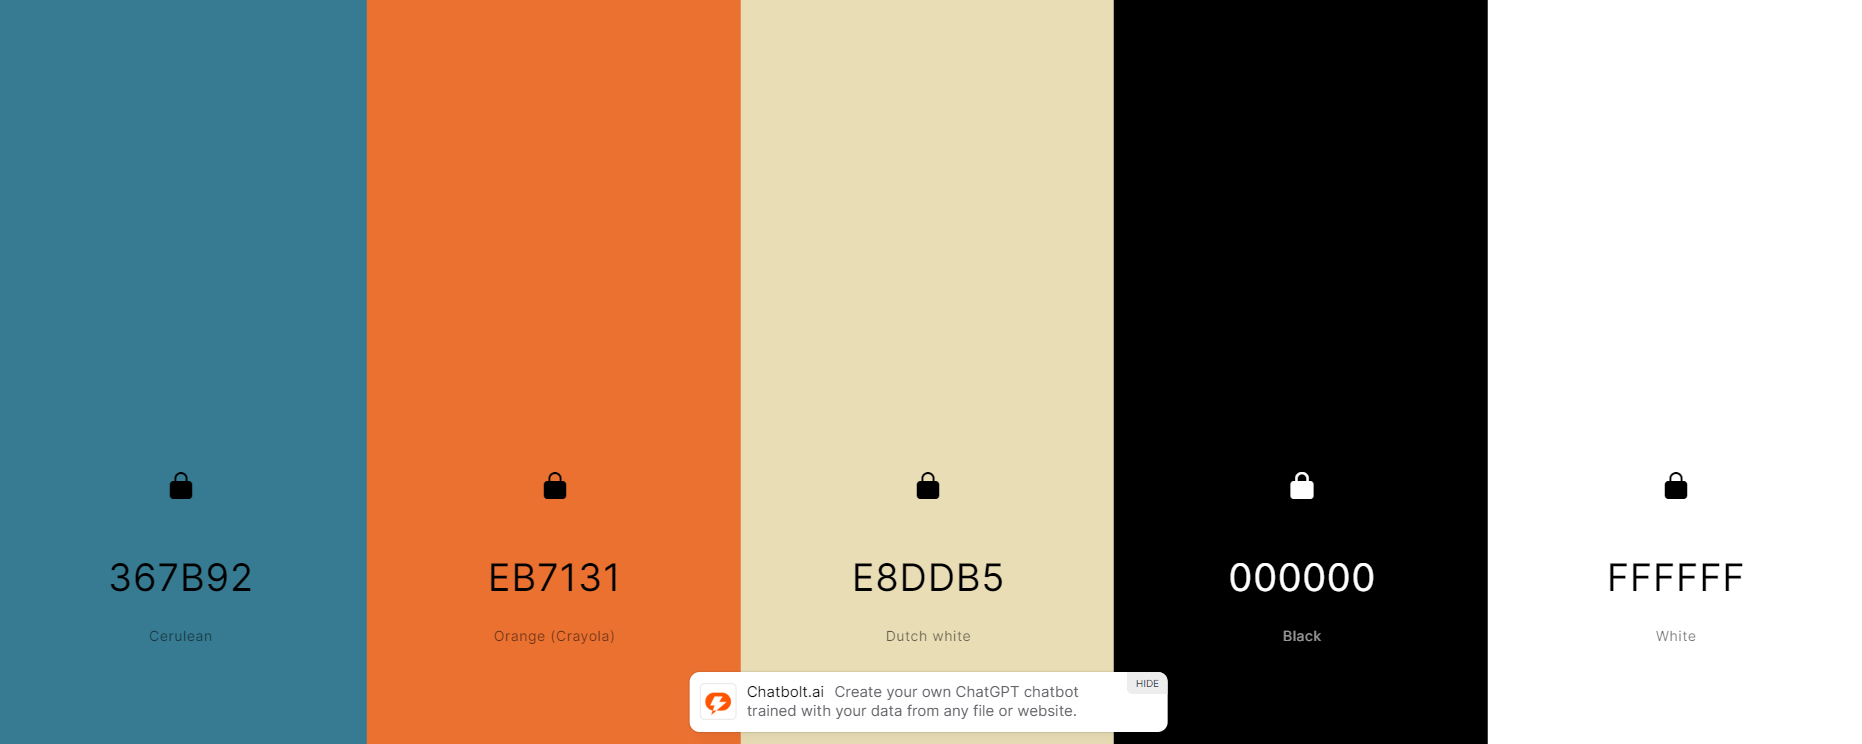 367B92
Cerulean
EB7131
Orange (Crayola)
E8DDB5
Dutch white
000000
Black
FFFFFF
White
Chatbolt.ai Create your own ChatGPT chatbot
trained with your data from any file or website.
HIDE